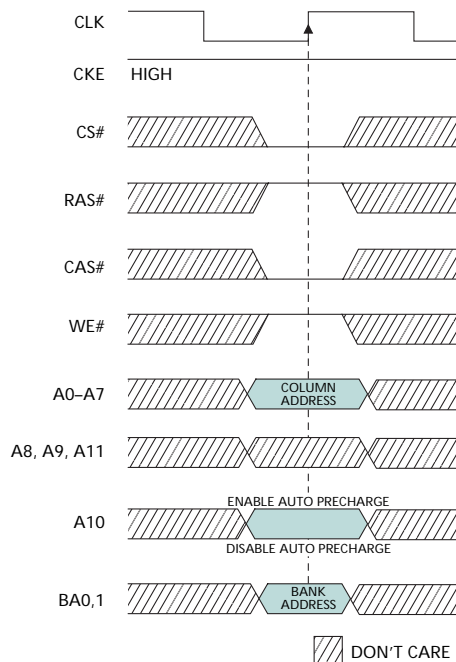 CLK
CKE HIGH
CS#
RAS#
CAS#
WE#
A0–A7 COLUMN
ADDRESS
A8, A9, A11
ENABLE AUTO PRECHARGE
A10
DISABLE AUTO PRECHARGE
BA0,1 BANK
ADDRESS
DON'T CARE